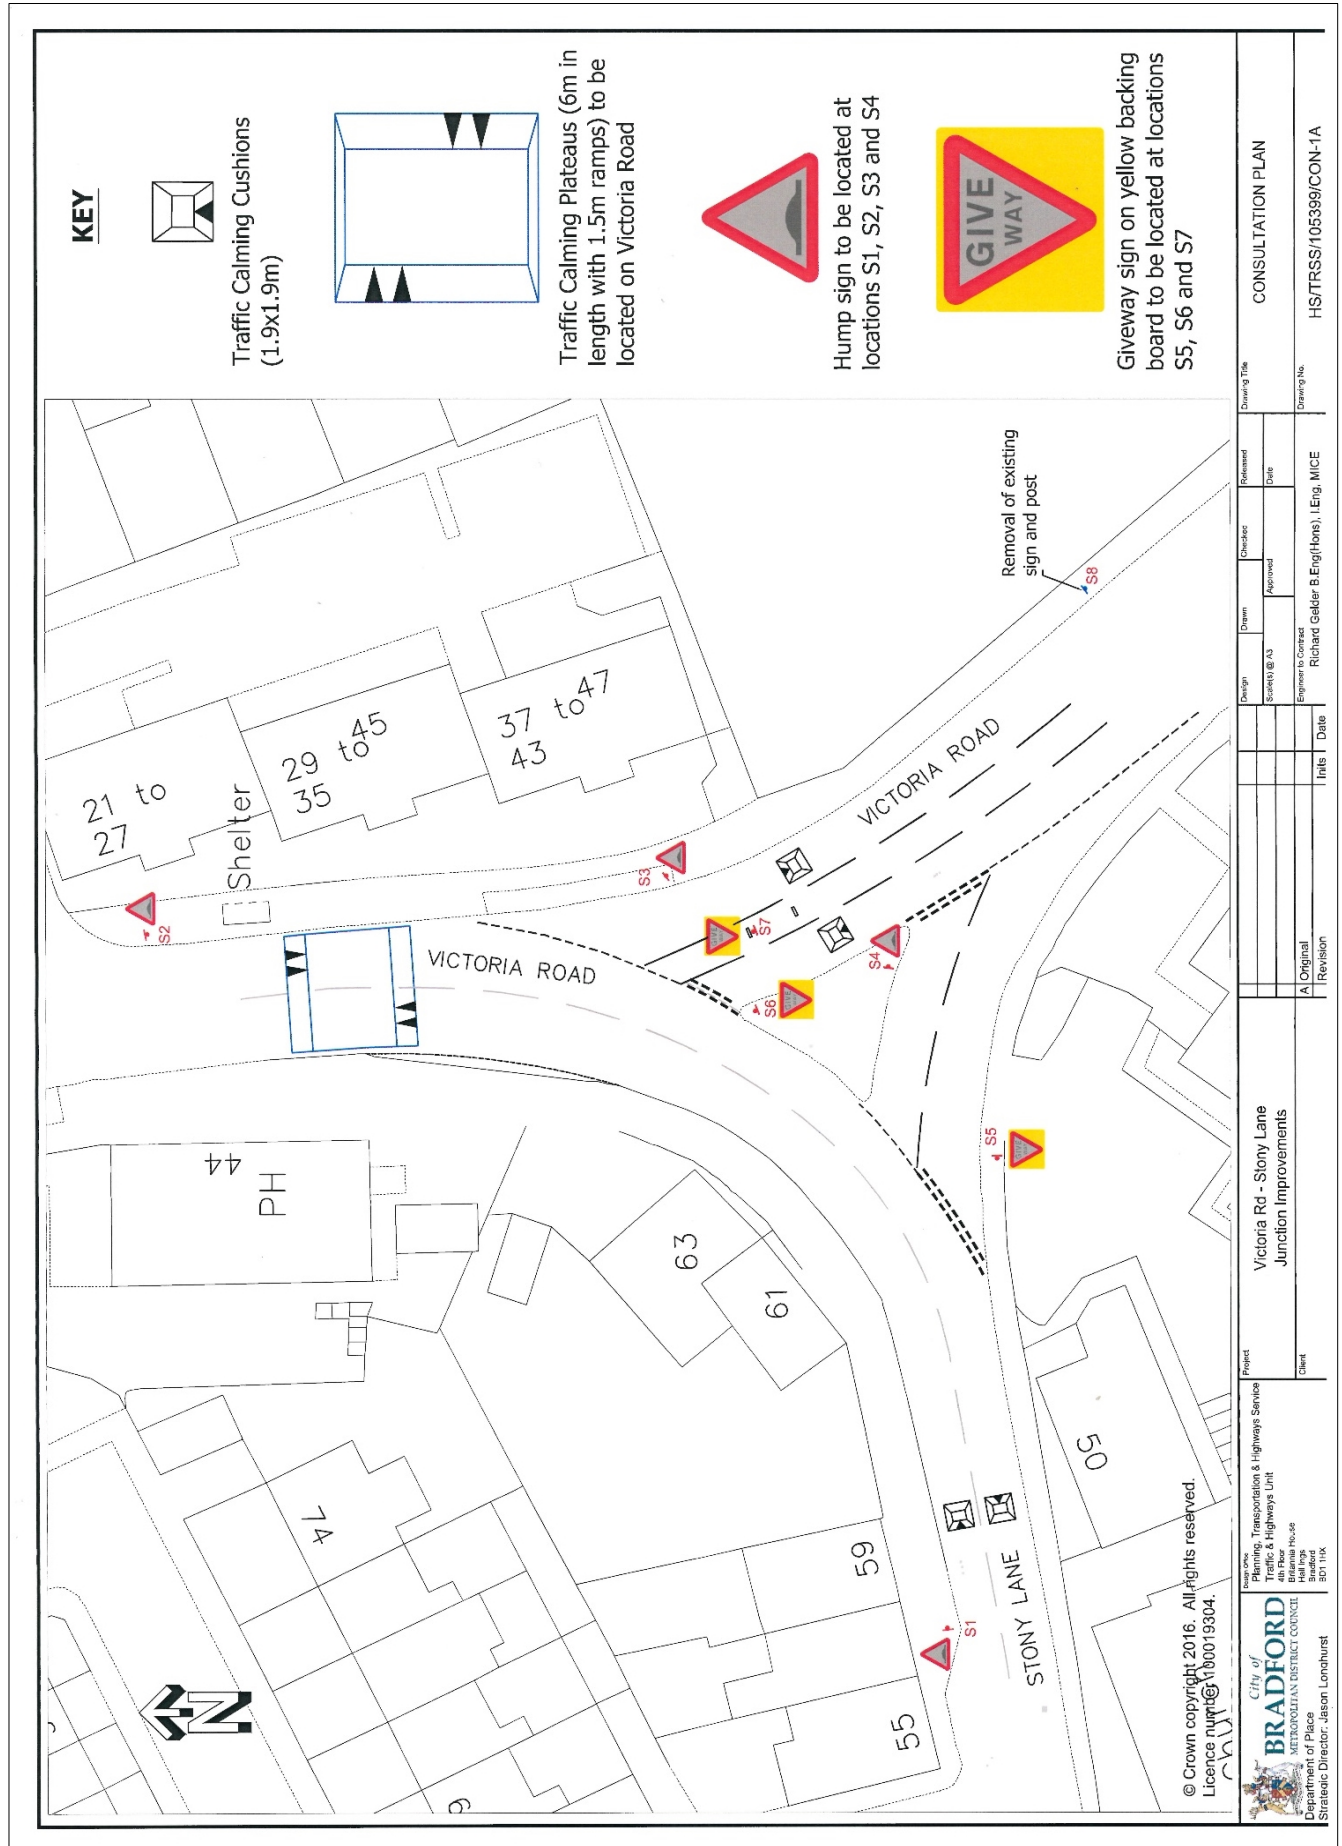 KEY
Traffic Calming Cushions
(1.9x1.9m)
Traffic Calming Plateaus (6m in
length with 1.5m ramps) to be
located on Victoria Road
Hump sign to be located at
locations S1, S2, S3 and S4
GIVE
WAY
Giveway sign on yellow backing
board to be located at locations
S5, S6 and S7
N
21 to
27
Shelter
29 to 45
35
37 to 47
43
S2
S3
VICTORIA ROAD
VICTORIA ROAD
S7
S6
S4
S5
Removal of existing
sign and post
S8
44
PH
63
61
74
59
55
50
9
STONY LANE
S1
© Crown copyright 2016. All rights reserved.
Licence number 100019304.
City of
BRADFORD
METROPOLITAN DISTRICT COUNCIL
Department of Place
Strategic Director: Jason Longhurst
Design Office
Planning, Transportation & Highways Service
Traffic & Highways Unit
4th Floor
Britannia House
Hall Ings
Bradford
BD1 1HX
Project
Victoria Rd - Stony Lane
Junction Improvements
Client
A Original
Revision
Inits
Date
Design
Drawn
Checked
Released
Scale(s) @ A3
Approved
Date
Engineer to Contract
Richard Gelder B.Eng(Hons), I.Eng, MICE
Drawing Title
CONSULTATION PLAN
Drawing No.
HS/TRSS/105399/CON-1A